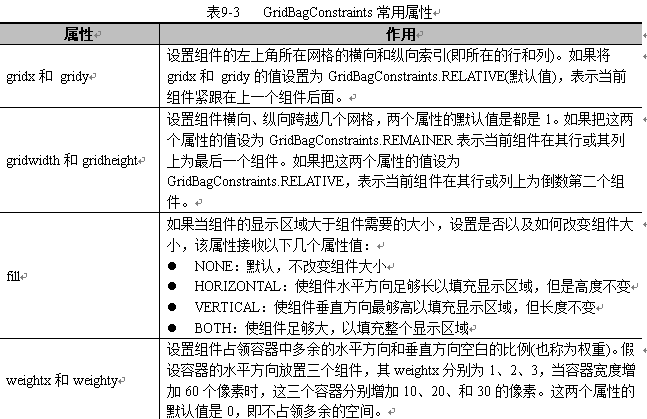 表9-3 GridBagConstraints 常用属性
属性 作用
gridx 和 gridy
设置组件的左上角所在网格的横向和纵向索引(即所在的行和列)。如果将
gridx 和 gridy 的值设置为 GridBagConstraints.RELATIVE(默认值)，表示当前
组件紧跟在上一个组件后面。
gridwidth 和 gridheight
设置组件横向、纵向跨越几个网格，两个属性的默认值是都是 1。如果把这两
个属性的值设为 GridBagConstraints.REMAINER 表示当前组件在其行或其列
上为最后一个组件。如果把这两个属性的值设为
GridBagConstraints.RELATIVE，表示当前组件在其行或列上为倒数第二个组
件。
fill
如果当组件的显示区域大于组件需要的大小，设置是否以及如何改变组件大
小，该属性接收以下几个属性值：
● NONE：默认，不改变组件大小
● HORIZONTAL：使组件水平方向足够长以填充显示区域，但是高度不变
● VERTICAL：使组件垂直方向最够高以填充显示区域，但长度不变
● BOTH：使组件足够大，以填充整个显示区域
weightx 和 weighty
设置组件占领容器中多余的水平方向和垂直方向空白的比例(也称为权重)。假
设容器的水平方向放置三个组件，其 weightx 分别为 1、2、3，当容器宽度增
加 60 个像素时，这三个容器分别增加 10、20、和 30 的像素。这两个属性的
默认值是 0，即不占领多余的空间。